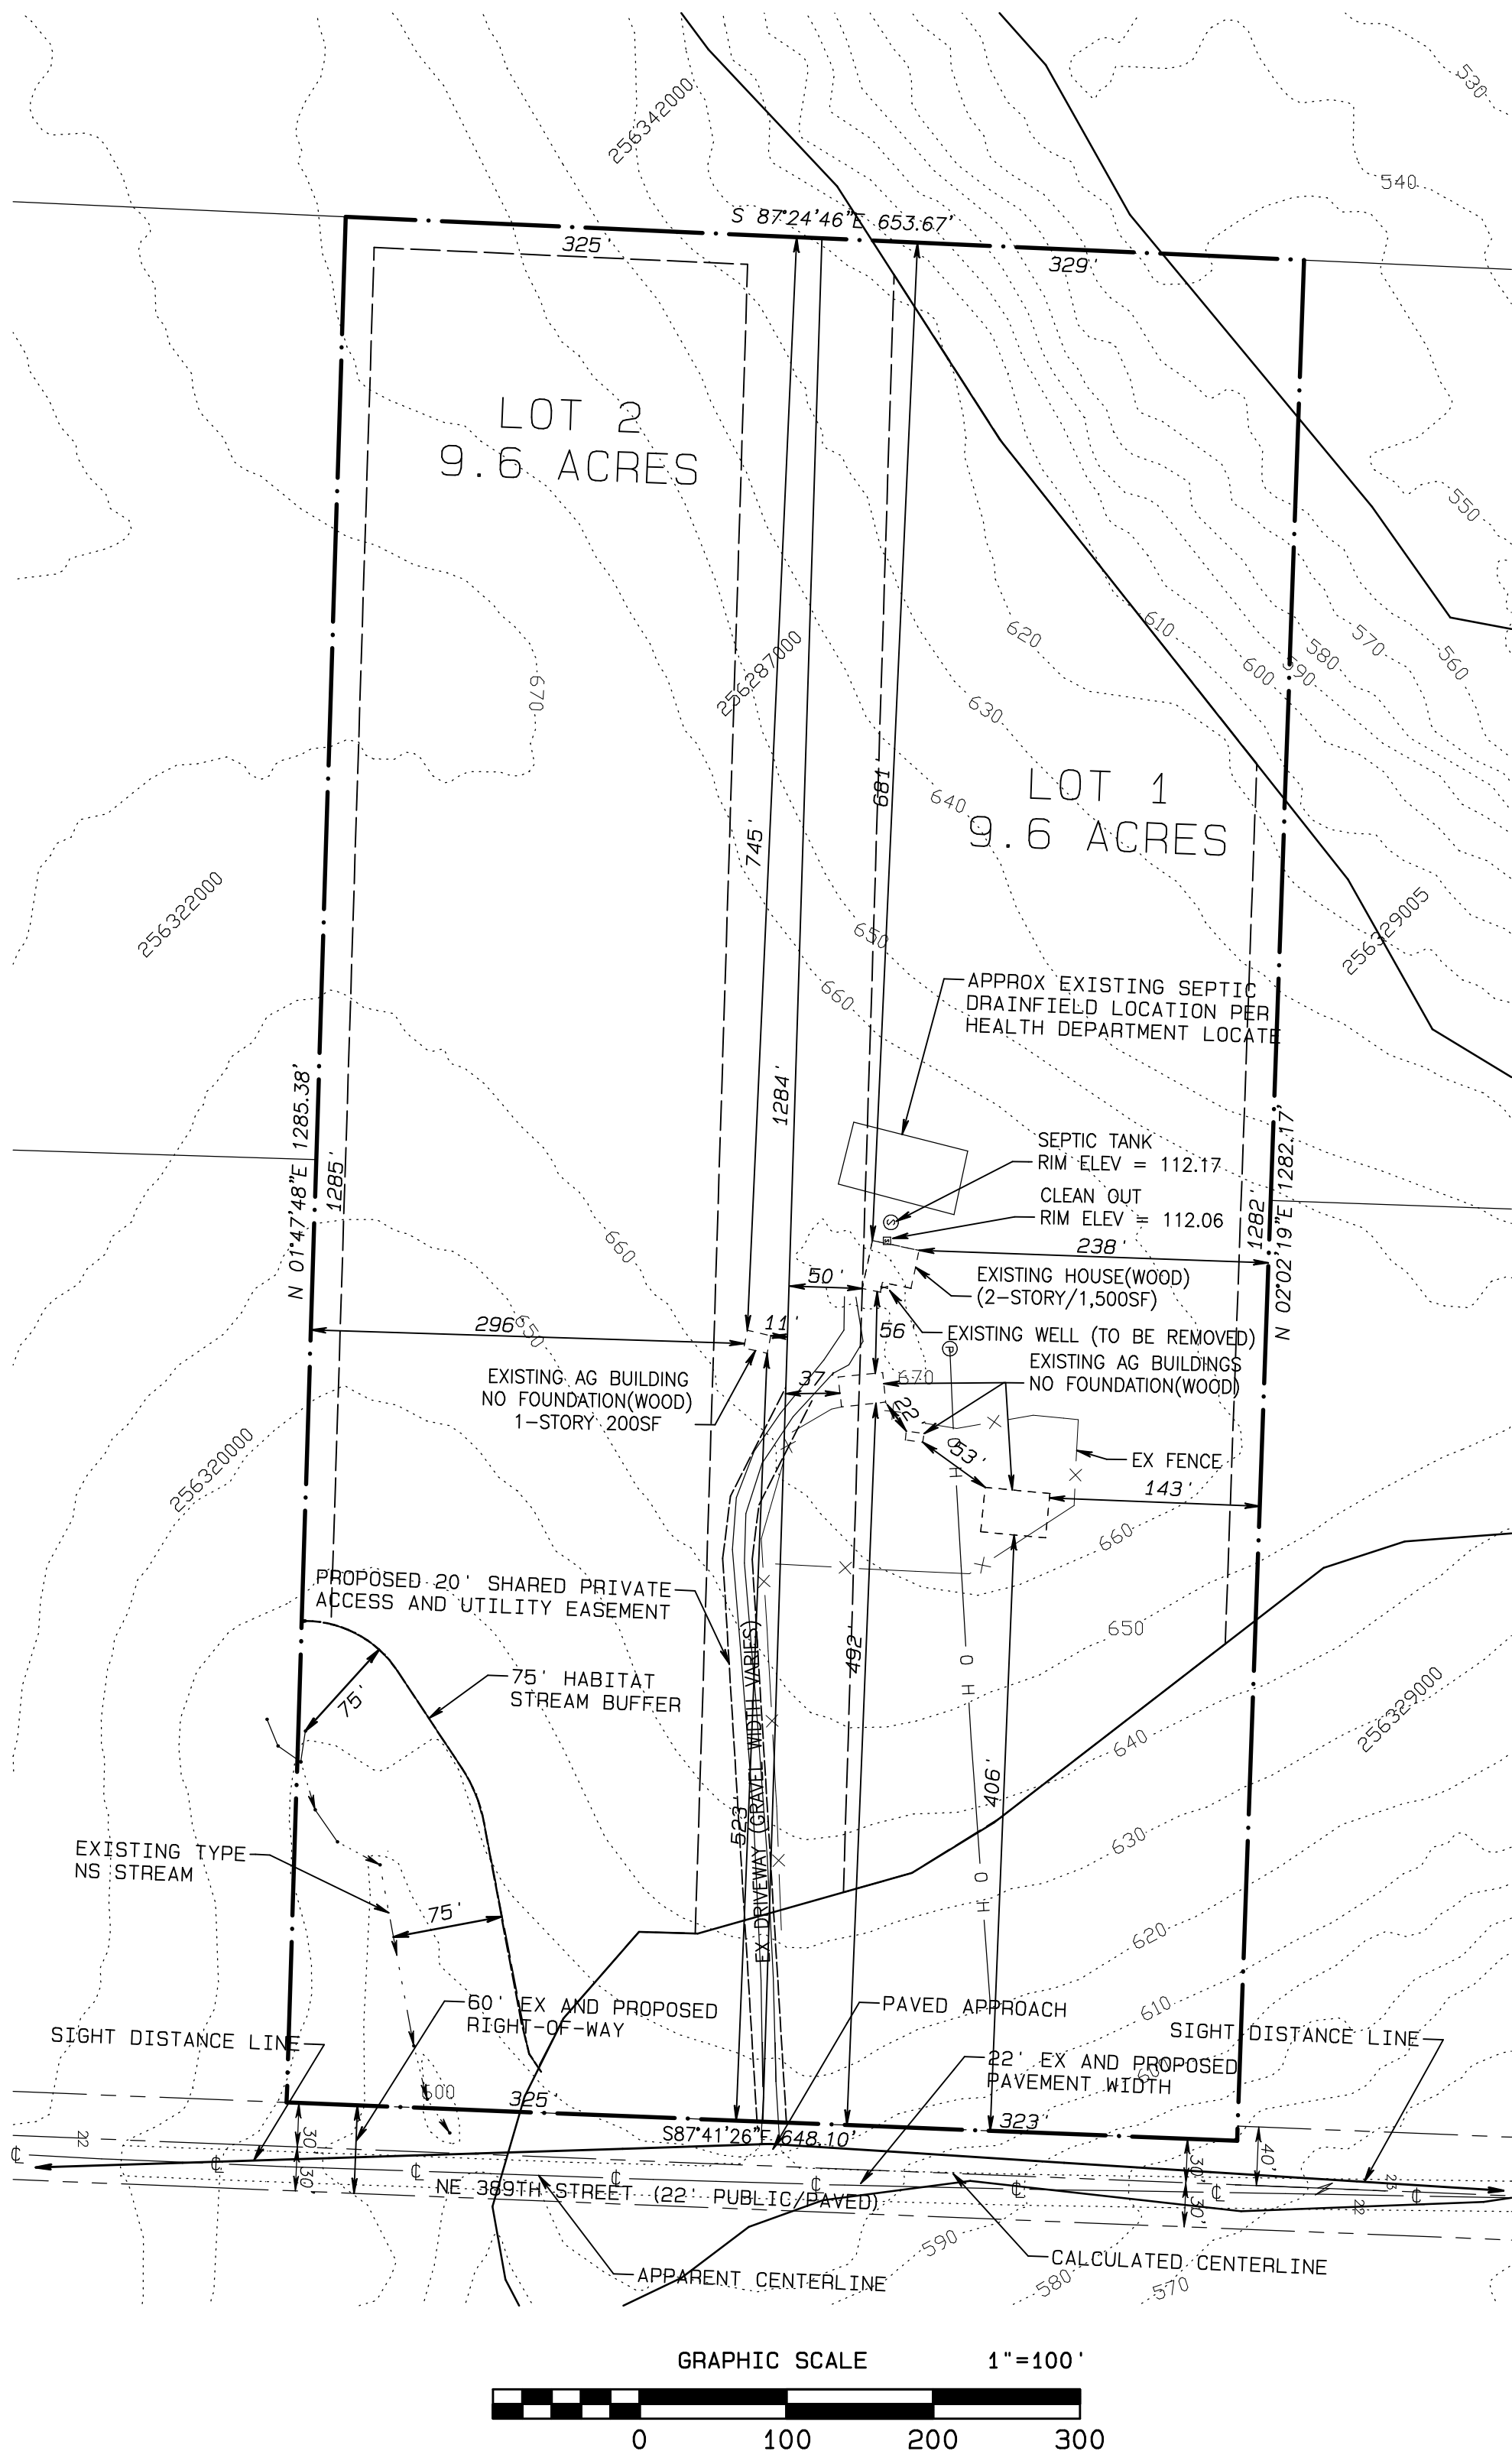 530
256342000
540
S 87°24'46"E 653.67'
325'
329'
LOT 2
9.6 ACRES
550
610
620
570
580
560
590
600
256287000
670
630
681'
LOT 1
9.6 ACRES
640
745'
256322000
256329005
650
660
APPROX EXISTING SEPTIC
DRAINFIELD LOCATION PER
HEALTH DEPARTMENT LOCATE
N 01°47'48"E 1285.38'
1285'
1284'
SEPTIC TANK
RIM ELEV = 112.17
CLEAN OUT
RIM ELEV = 112.06
1282'
N 02°02'19"E 1282.17'
S
660
238'
50'
EXISTING HOUSE(WOOD)
(2-STORY/1,500SF)
296'
650
11'
56'
EXISTING WELL (TO BE REMOVED)
P
EXISTING AG BUILDING
NO FOUNDATION(WOOD)
1-STORY 200SF
37'
670
EXISTING AG BUILDINGS
NO FOUNDATION(WOOD)
22'
53'
OH
EX FENCE
143'
256320000
660
PROPOSED 20' SHARED PRIVATE
ACCESS AND UTILITY EASEMENT
650
492'
OH
75' HABITAT
STREAM BUFFER
75'
256329000
640
EX DRIVEWAY (GRAVEL WIDTH VARIES)
523'
406'
630
EXISTING TYPE
NS STREAM
OH
75'
620
60' EX AND PROPOSED
RIGHT-OF-WAY
PAVED APPROACH
610
SIGHT DISTANCE LINE
SIGHT DISTANCE LINE
22' EX AND PROPOSED
PAVEMENT WIDTH
600
600
325'
323'
S87°41'26"E 648.10'
22
30'
30'
30'
30'
40'
23
22
NE 389TH STREET (22' PUBLIC/PAVED)
590
APPARENT CENTERLINE
CALCULATED CENTERLINE
580
570
GRAPHIC SCALE 1"=100'
0 100 200 300